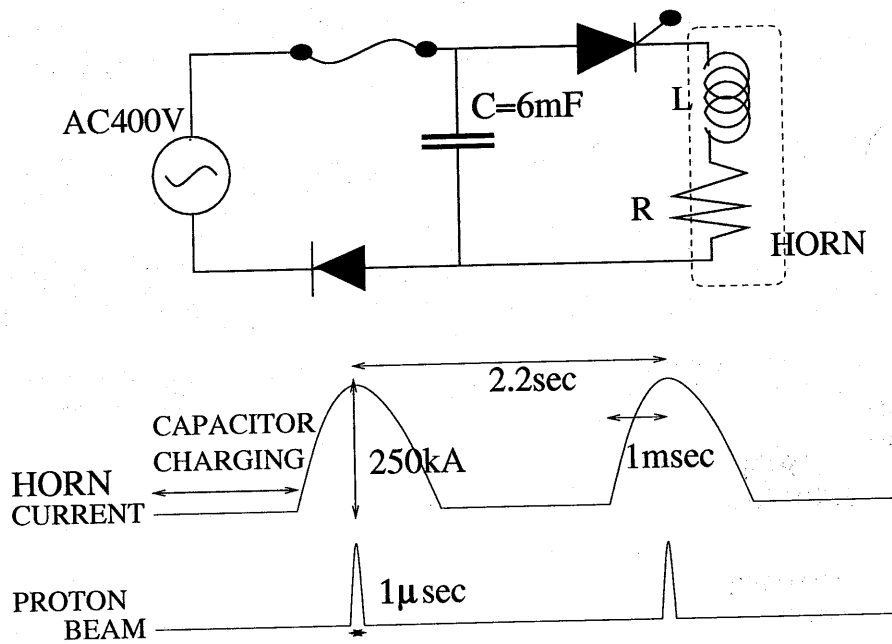 AC400V
C=6mF
L
R
HORN
2.2sec
CAPACITOR
CHARGING
250kA
1msec
HORN
CURRENT
1μsec
PROTON
BEAM